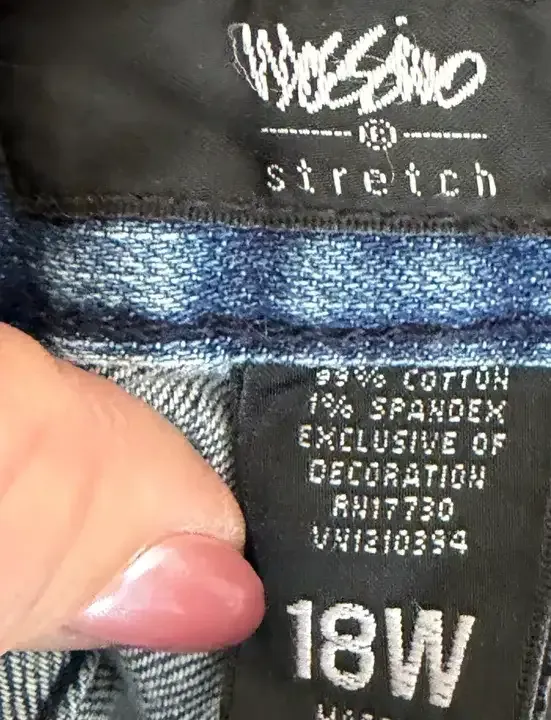 Mossimo
stretch
99% COTTON
1% SPANDEX
EXCLUSIVE OF
DECORATION
RN17730
VN1210394
18W